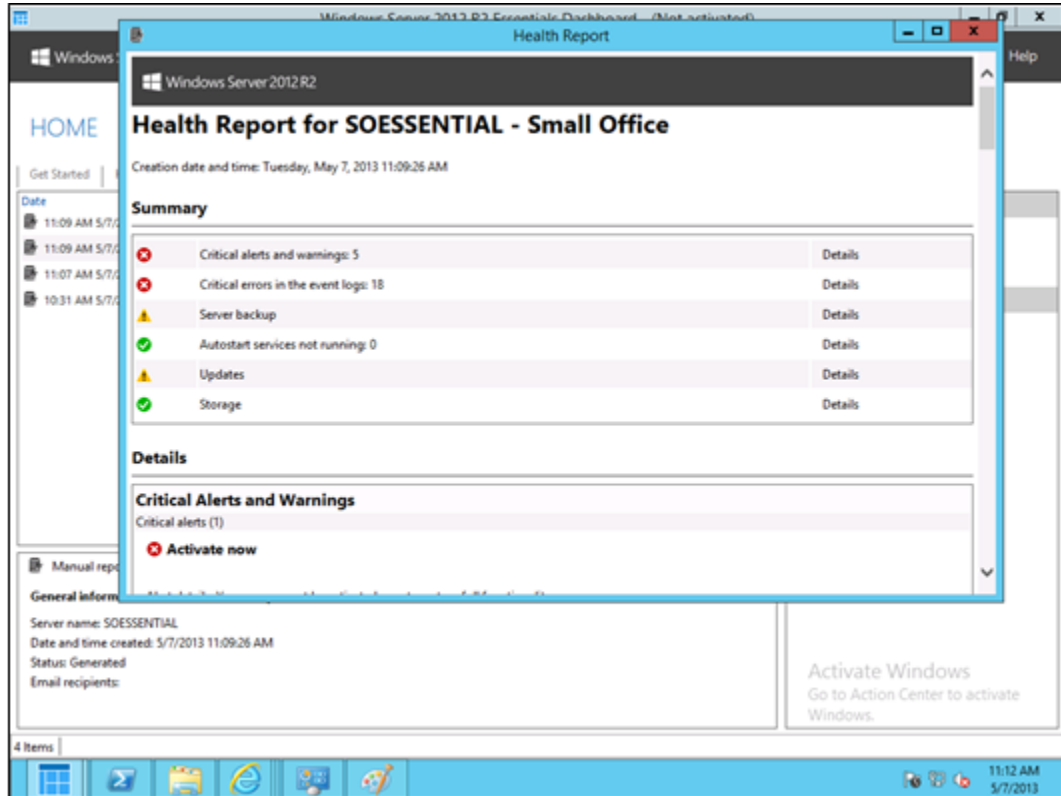 Windows Server 2012 R2 Essentials Dashboard (Not activated)
Health Report
Windows
Help
Windows Server 2012 R2
HOME
Health Report for SOESSENTIAL - Small Office
Creation date and time: Tuesday, May 7, 2013 11:09:26 AM
Get Started
Date
Summary
11:09 AM 5/7/
11:09 AM 5/7/
11:07 AM 5/7/
10:31 AM 5/7/
Critical alerts and warnings: 5 Details
Critical errors in the event logs: 18 Details
Server backup Details
Autostart services not running: 0 Details
Updates Details
Storage Details
Details
Critical Alerts and Warnings
Critical alerts (1)
Activate now
Manual repo
General inform
Server name: SOESSENTIAL
Date and time created: 5/7/2013 11:09:26 AM
Status: Generated
Email recipients:
Activate Windows
Go to Action Center to activate
Windows.
4 Items
11:12 AM
5/7/2013